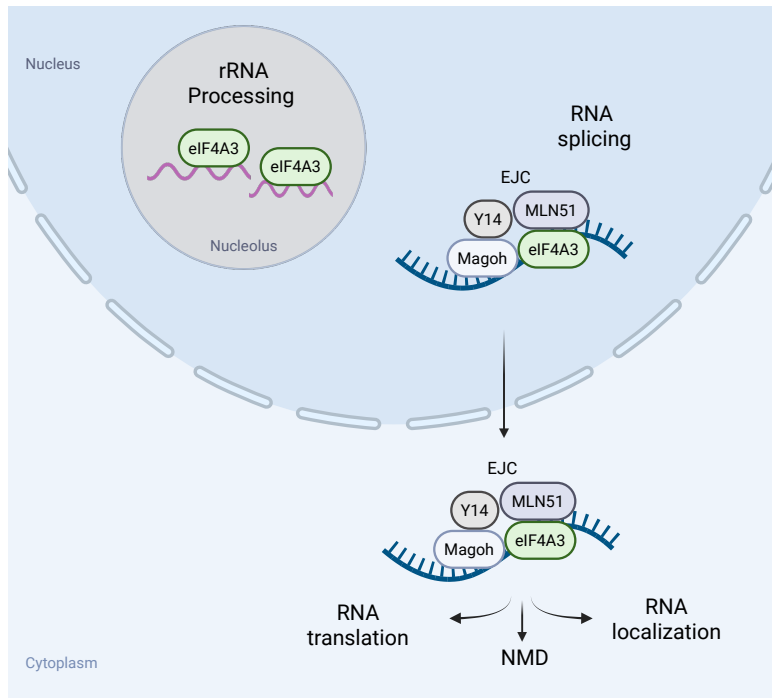 Nucleus
rRNA
Processing
eIF4A3
eIF4A3
Nucleolus
RNA
splicing
EJC
Y14
MLN51
Magoh
eIF4A3
EJC
Y14
MLN51
Magoh
eIF4A3
RNA
translation
NMD
RNA
localization
Cytoplasm